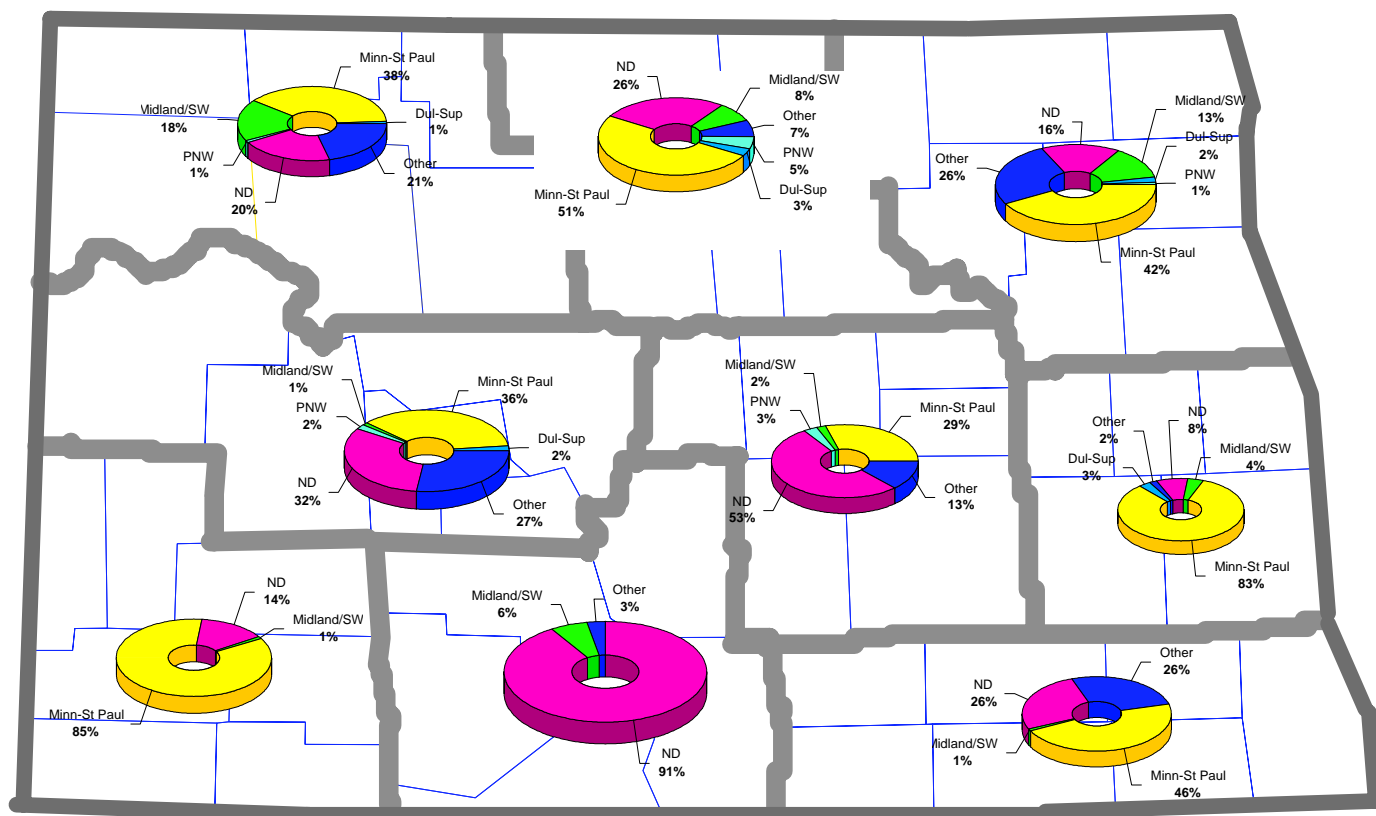 Minn-St Paul
38%
Midland/SW
18%
Dul-Sup
1%
PNW
1%
Other
21%
ND
20%
ND
26%
Midland/SW
8%
Other
7%
PNW
5%
Dul-Sup
3%
Minn-St Paul
51%
ND
16%
Midland/SW
13%
Dul-Sup
2%
PNW
1%
Other
26%
Minn-St Paul
42%
Midland/SW
1%
Minn-St Paul
36%
PNW
2%
Dul-Sup
2%
ND
32%
Other
27%
Midland/SW
2%
PNW
3%
Minn-St Paul
29%
ND
53%
Other
13%
Other
2%
ND
8%
Dul-Sup
3%
Midland/SW
4%
Minn-St Paul
83%
ND
14%
Midland/SW
1%
Minn-St Paul
85%
Midland/SW
6%
Other
3%
ND
91%
Other
26%
ND
26%
Midland/SW
1%
Minn-St Paul
46%